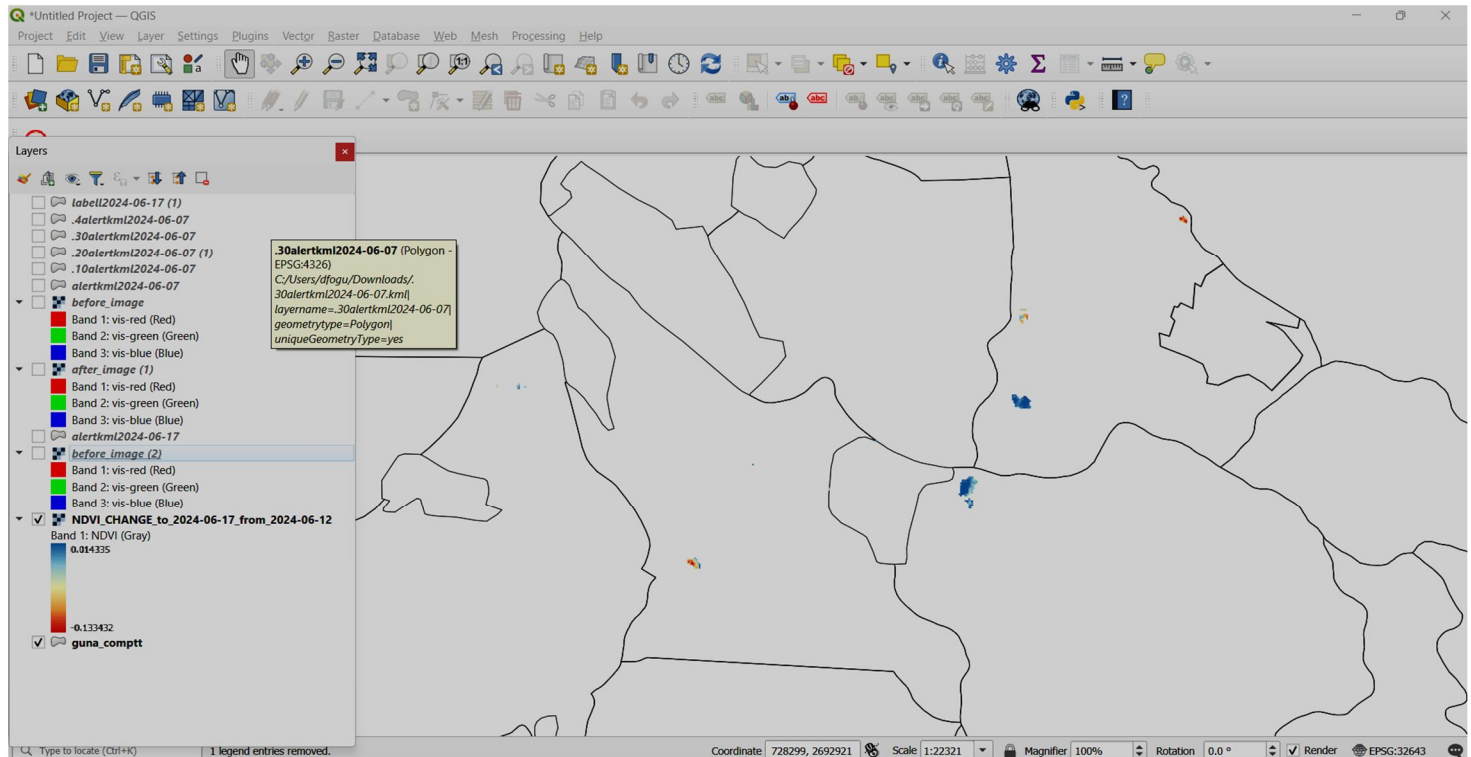 *Untitled Project — QGIS
Project Edit View Layer Settings Plugins Vector Raster Database Web Mesh Processing Help
Layers
labell2024-06-17 (1)
.4alertkml2024-06-07
.30alertkml2024-06-07
.20alertkml2024-06-07 (1)
.10alertkml2024-06-07
alertkml2024-06-07
before_image
Band 1: vis-red (Red)
Band 2: vis-green (Green)
Band 3: vis-blue (Blue)
after_image (1)
Band 1: vis-red (Red)
Band 2: vis-green (Green)
Band 3: vis-blue (Blue)
alertkml2024-06-17
before_image (2)
Band 1: vis-red (Red)
Band 2: vis-green (Green)
Band 3: vis-blue (Blue)
NDVI_CHANGE_to_2024-06-17_from_2024-06-12
Band 1: NDVI (Gray)
0.014335
-0.133432
guna_comptt
.30alertkml2024-06-07 (Polygon -
EPSG:4326)
C:/Users/dfogu/Downloads/.
30alertkml2024-06-07.kml|
layername=.30alertkml2024-06-07|
geometrytype=Polygon|
uniqueGeometryType=yes
Type to locate (Ctrl+K) 1 legend entries removed. Coordinate 728299, 2692921 Scale 1:22321 Magnifier 100% Rotation 0.0 ° Render EPSG:32643